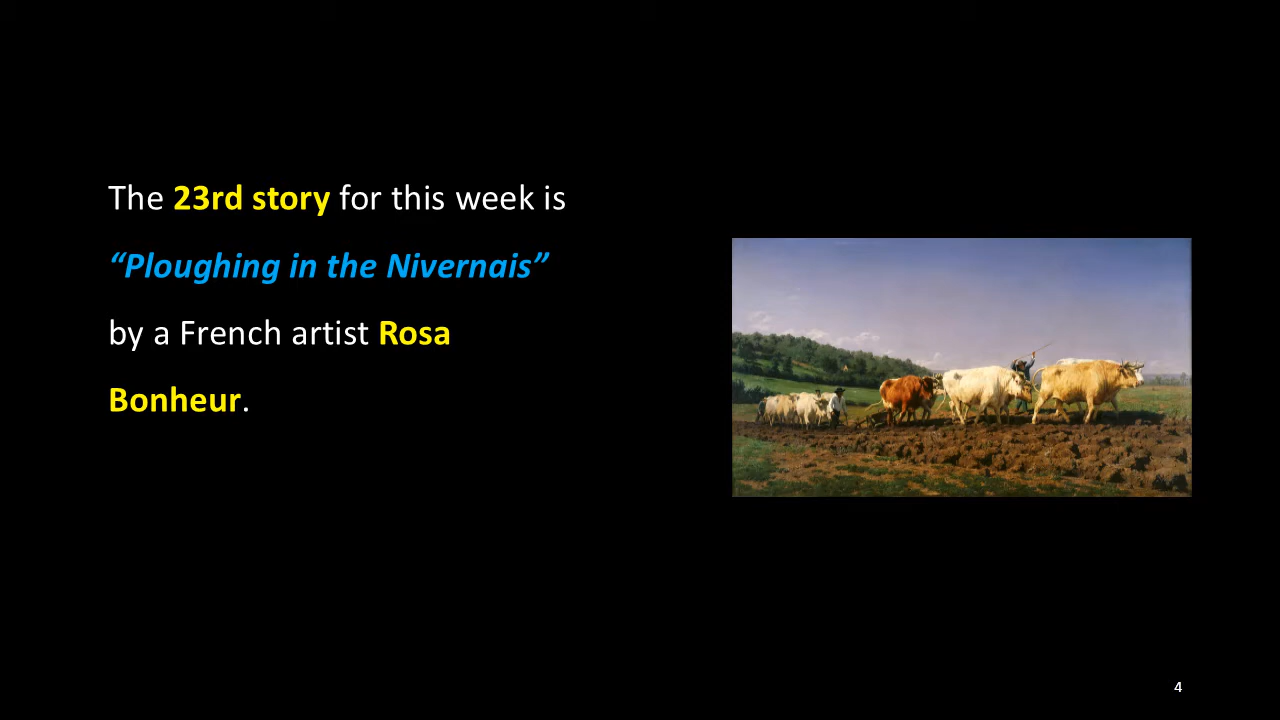 The 23rd story for this week is
“Ploughing in the Nivernais”
by a French artist Rosa
Bonheur.
4